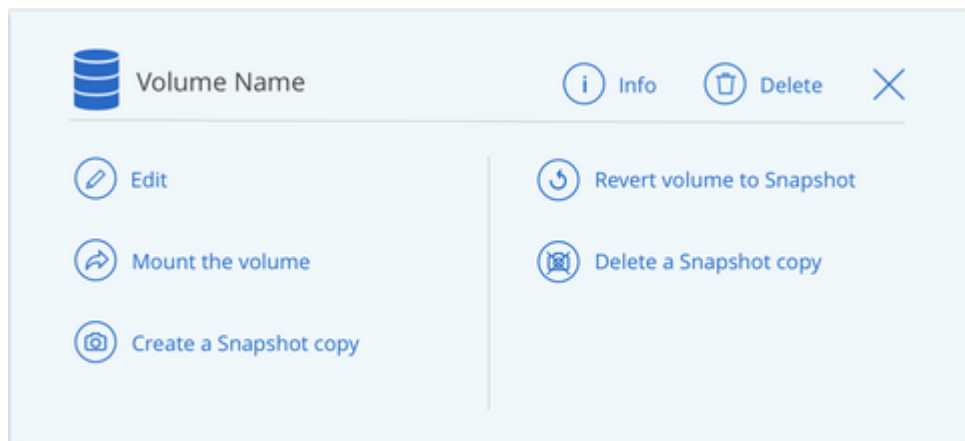 Volume Name
Info
Delete
Edit
Mount the volume
Create a Snapshot copy
Revert volume to Snapshot
Delete a Snapshot copy